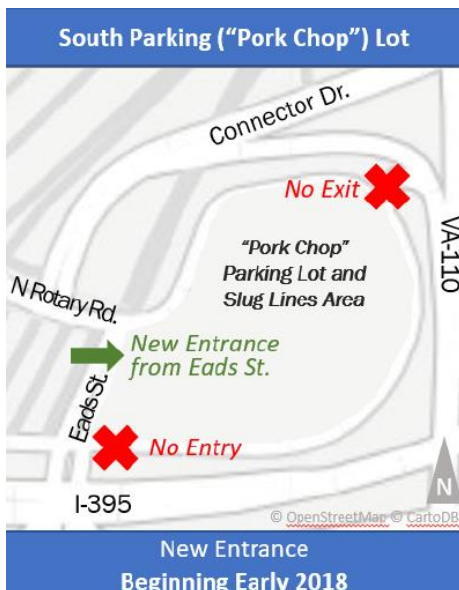 South Parking (“Pork Chop”) Lot
Connector Dr.
No Exit
“Pork Chop”
Parking Lot and
Slug Lines Area
VA-110
N Rotary Rd.
New Entrance
from Eads St.
Eads St.
No Entry
I-395
N
© OpenStreetMap © CartoDB
New Entrance
Beginning Early 2018